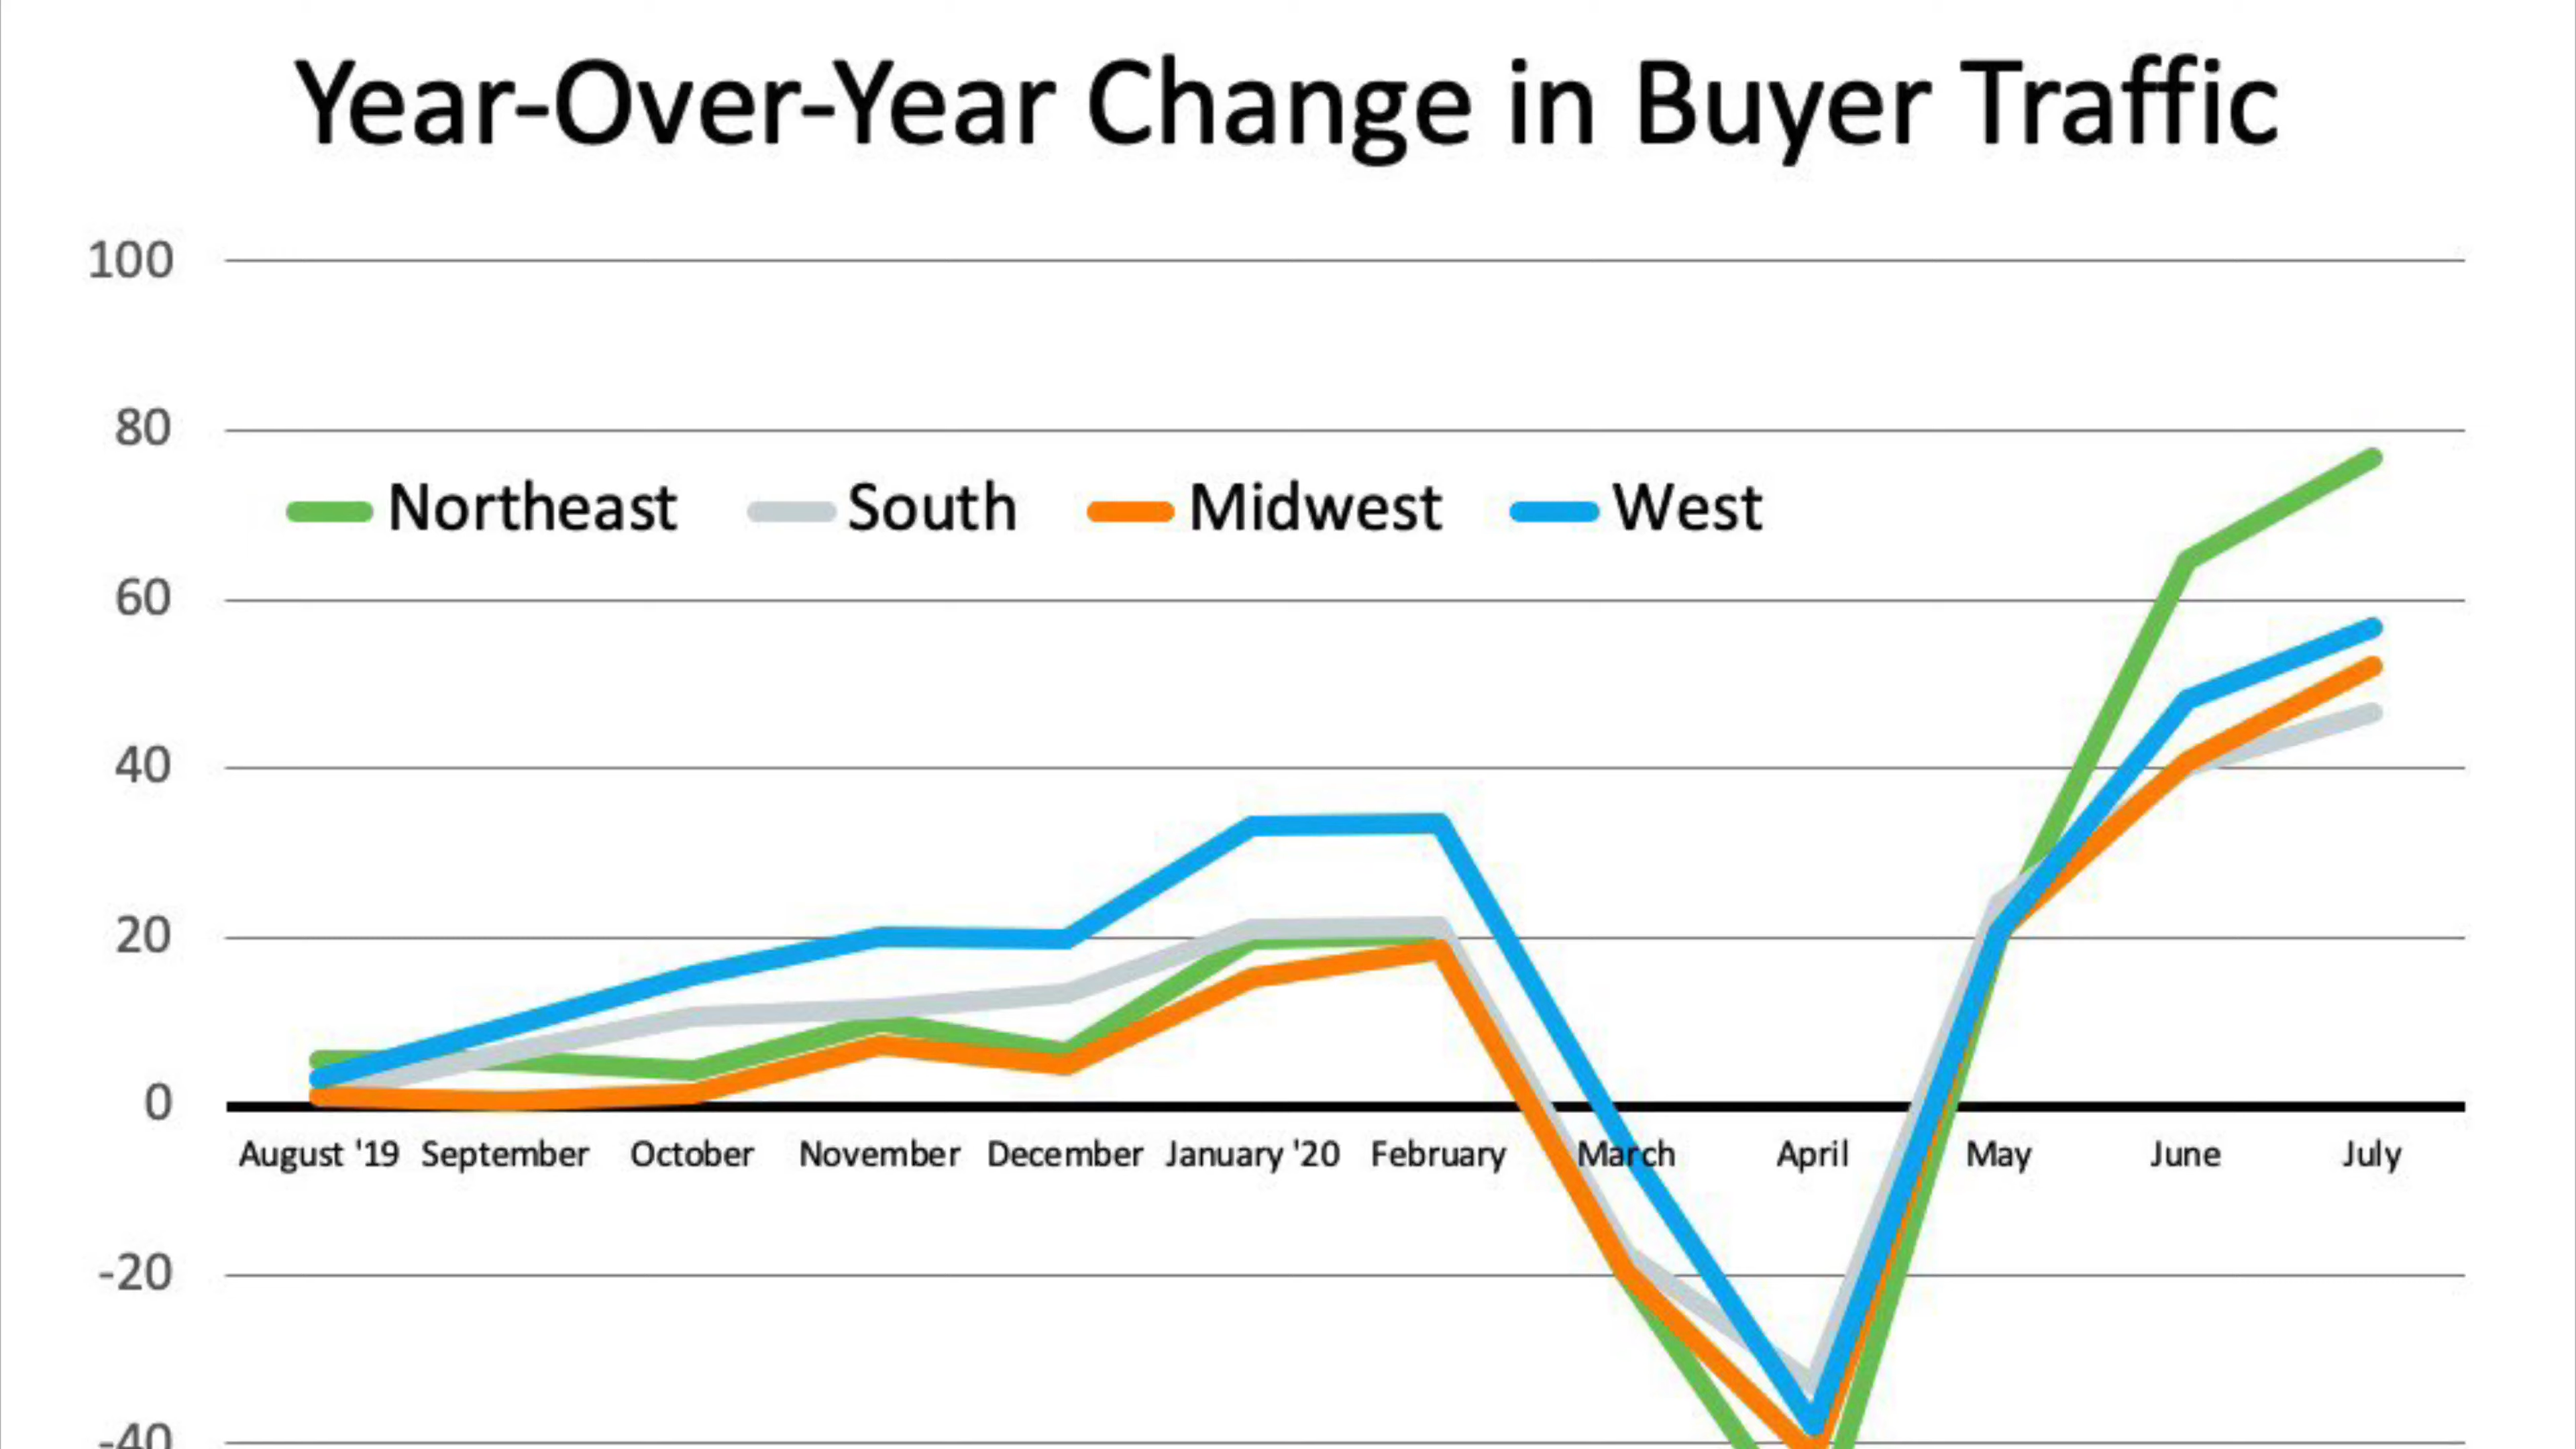 Year-Over-Year Change in Buyer Traffic
100
80
Northeast South Midwest West
60
40
20
0
August '19 September October November December January '20 February March April May June July
-20
-40